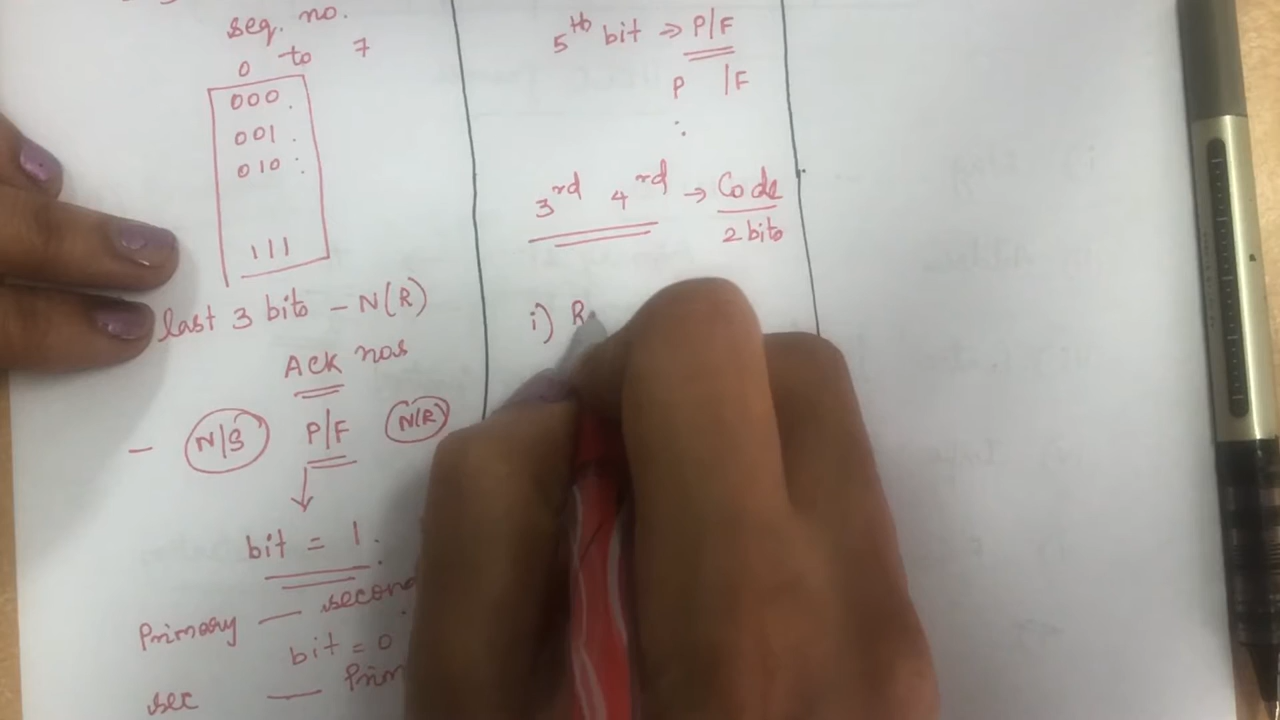 seq. no.
0 to 7
000.
001.
010.
111
last 3 bits - N(R)
Ack nos
- N/S P/F N(R)
bit = 1.
Primary — second
bit = 0
sec — Prim
5th bit → P/F
P /F
3rd 4rd → Code
2 bits
i) R